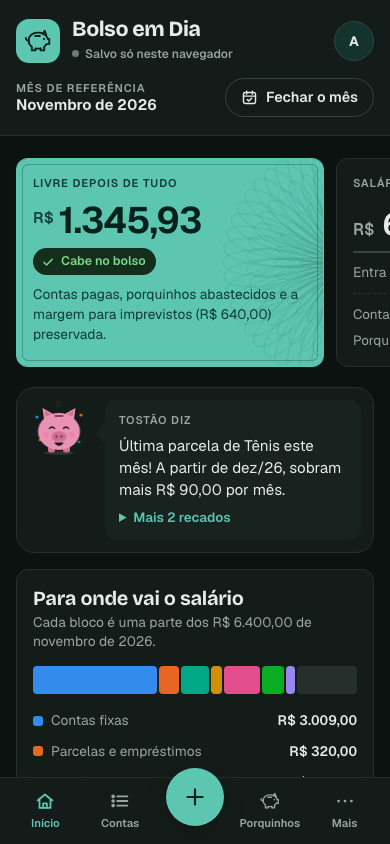 Bolso em Dia
Salvo só neste navegador
A
MÊS DE REFERÊNCIA
Novembro de 2026
Fechar o mês
LIVRE DEPOIS DE TUDO
R$ 1.345,93
Cabe no bolso
Contas pagas, porquinhos abastecidos e a
margem para imprevistos (R$ 640,00)
preservada.
R$
Entra
TOSTÃO DIZ
Última parcela de Tênis este
mês! A partir de dez/26, sobram
mais R$ 90,00 por mês.
Mais 2 recados
Para onde vai o salário
Cada bloco é uma parte dos R$ 6.400,00 de
novembro de 2026.
Contas fixas
R$ 3.009,00
Parcelas e empréstimos
R$ 320,00
Início
Contas
Porquinhos
Mais